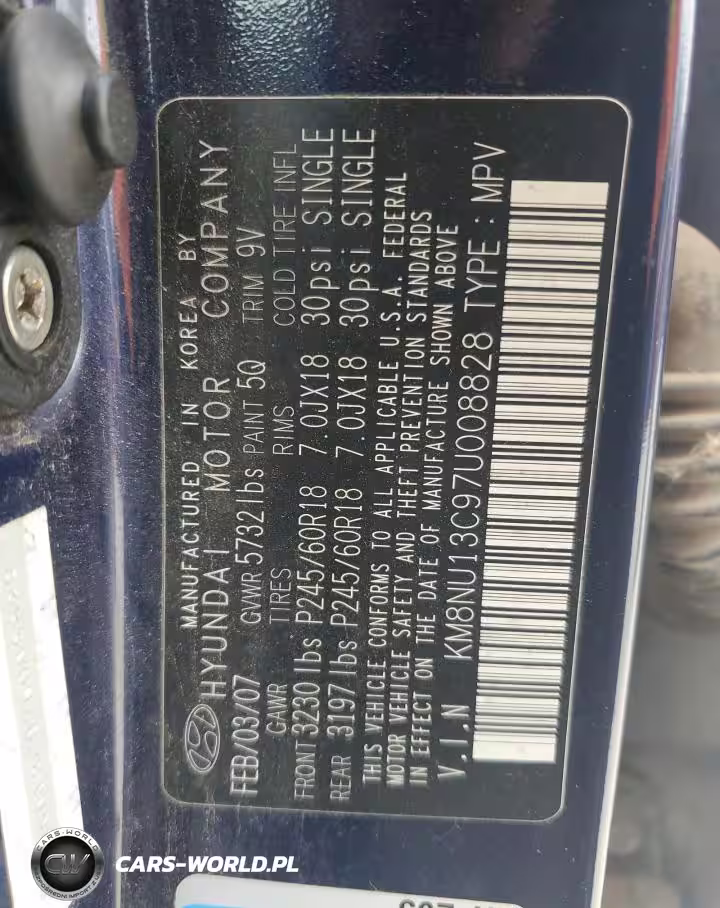 MANUFACTURED IN KOREA BY
HYUNDAI MOTOR COMPANY
FEB/03/07 GVWR 5732 lbs PAINT 5Q TRIM 9V
GAWR TIRES RIMS COLD TIRE INFL
FRONT 3230 lbs P245/60R18 7.0JX18 30psi SINGLE
REAR 3197 lbs P245/60R18 7.0JX18 30psi SINGLE
THIS VEHICLE CONFORMS TO ALL APPLICABLE U.S.A. FEDERAL
MOTOR VEHICLE SAFETY AND THEFT PREVENTION STANDARDS
IN EFFECT ON THE DATE OF MANUFACTURE SHOWN ABOVE
V.I.N KM8NU13C97U008828 TYPE : MPV
CARS-WORLD
CW
CARS-WORLD.PL